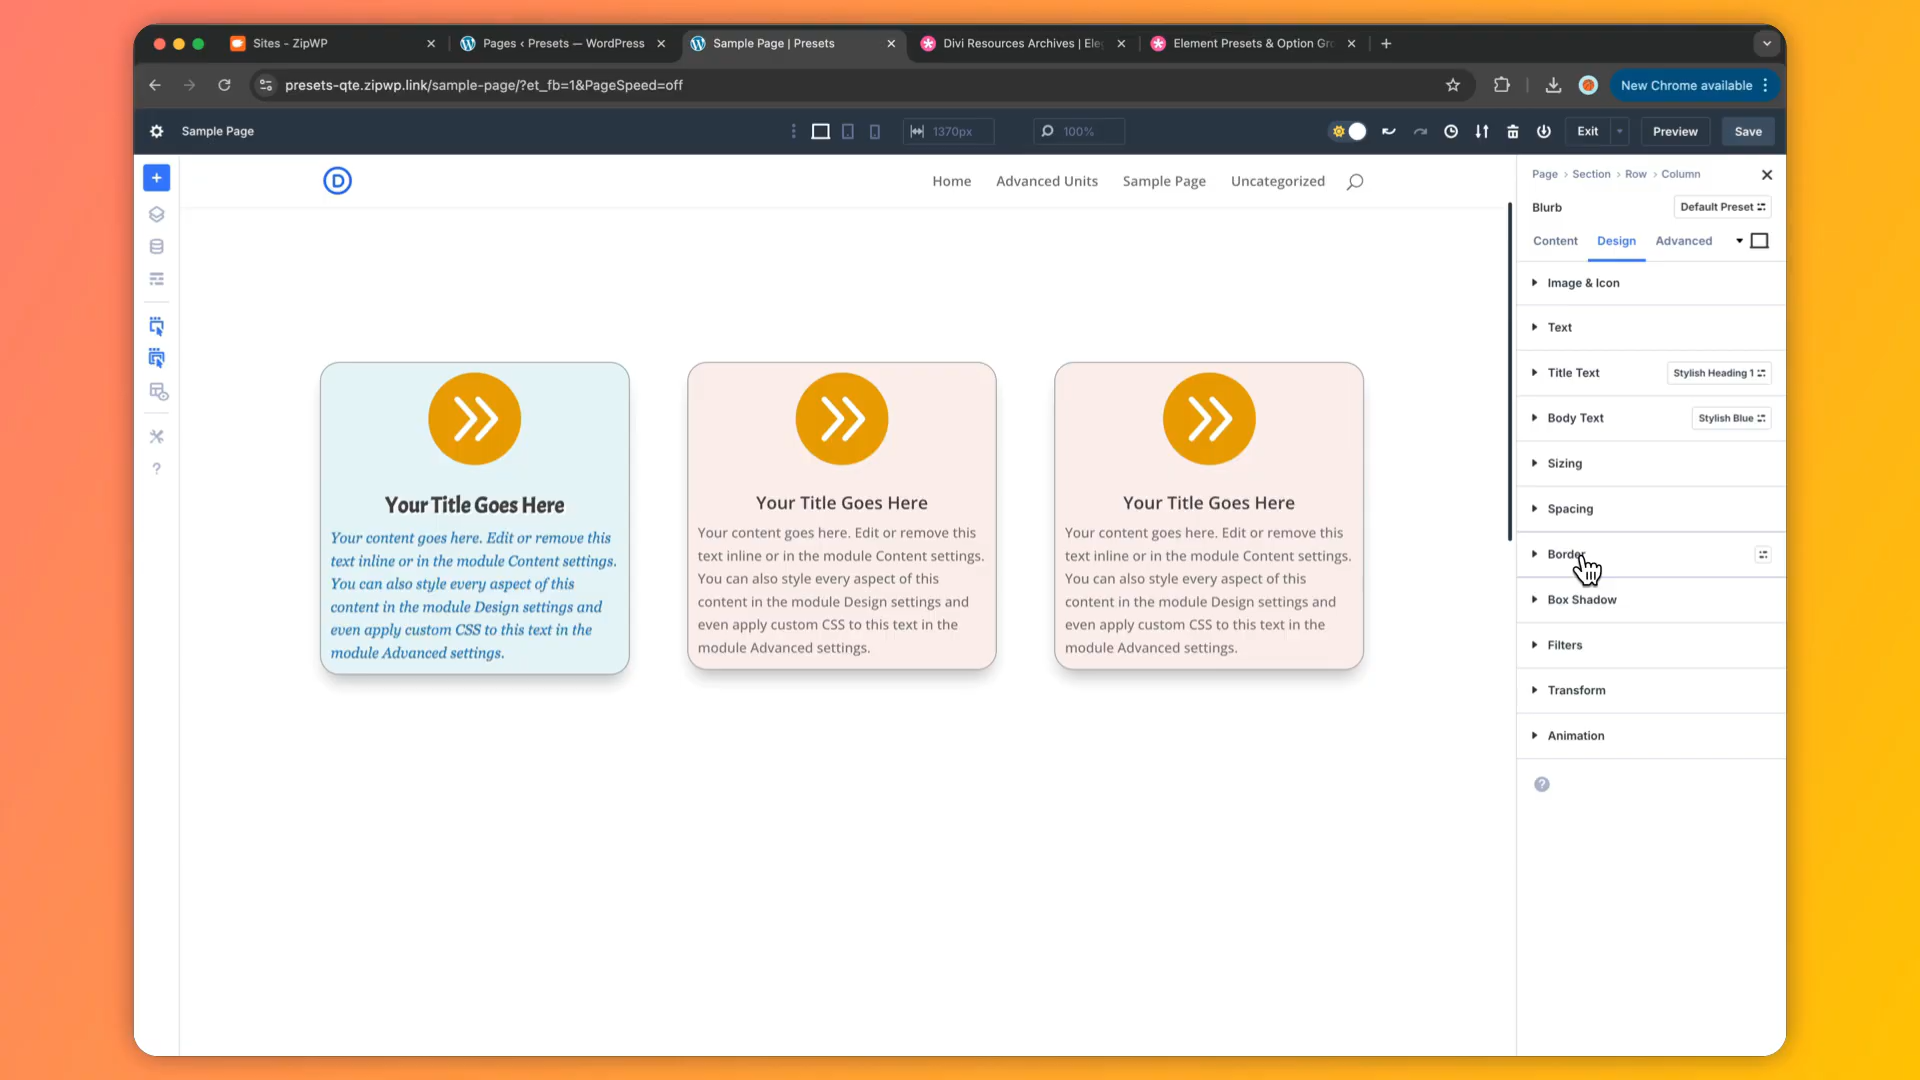 Sites - ZipWP
Pages ‹ Presets — WordPress
Sample Page | Presets
Divi Resources Archives | Ele
Element Presets & Option Gr
presets-qte.zipwp.link/sample-page/?et_fb=1&PageSpeed=off
New Chrome available
Sample Page
1370px
100%
Exit
Preview
Save
D
Home
Advanced Units
Sample Page
Uncategorized
Page › Section › Row › Column
Blurb
Default Preset
Content
Design
Advanced
Image & Icon
Text
Title Text
Stylish Heading 1
Body Text
Stylish Blue
Sizing
Spacing
Border
Box Shadow
Filters
Transform
Animation
Your Title Goes Here
Your content goes here. Edit or remove this
text inline or in the module Content settings.
You can also style every aspect of this
content in the module Design settings and
even apply custom CSS to this text in the
module Advanced settings.
Your Title Goes Here
Your content goes here. Edit or remove this
text inline or in the module Content settings.
You can also style every aspect of this
content in the module Design settings and
even apply custom CSS to this text in the
module Advanced settings.
Your Title Goes Here
Your content goes here. Edit or remove this
text inline or in the module Content settings.
You can also style every aspect of this
content in the module Design settings and
even apply custom CSS to this text in the
module Advanced settings.